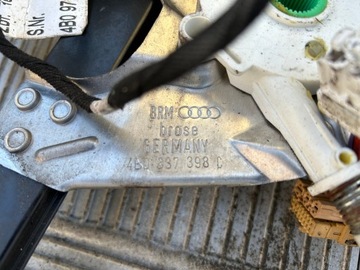 S.Nr.
4B0 97
BRM
brose
GERMANY
4B0 837 398 C